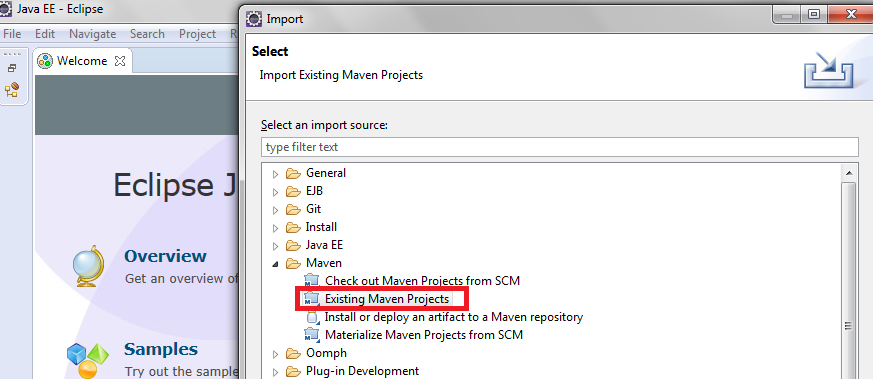 Java EE - Eclipse
File Edit Navigate Search Project R
Welcome
Eclipse J
Overview
Get an overview of
Samples
Try out the sample
Import
Select
Import Existing Maven Projects
Select an import source:
type filter text
General
EJB
Git
Install
Java EE
Maven
Check out Maven Projects from SCM
Existing Maven Projects
Install or deploy an artifact to a Maven repository
Materialize Maven Projects from SCM
Oomph
Plug-in Development